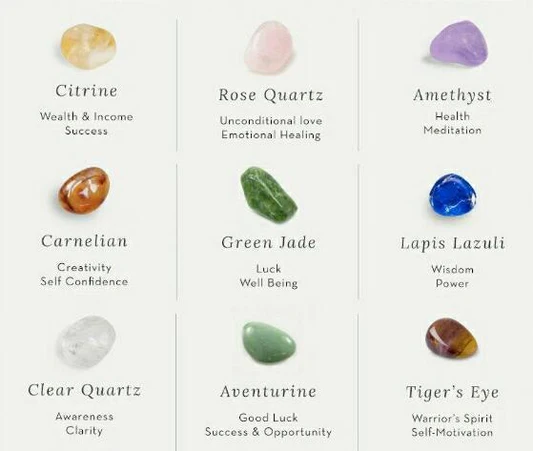 Citrine
Wealth & Income
Success
Rose Quartz
Unconditional love
Emotional Healing
Amethyst
Health
Meditation
Carnelian
Creativity
Self Confidence
Green Jade
Luck
Well Being
Lapis Lazuli
Wisdom
Power
Clear Quartz
Awareness
Clarity
Aventurine
Good Luck
Success & Opportunity
Tiger's Eye
Warrior's Spirit
Self-Motivation